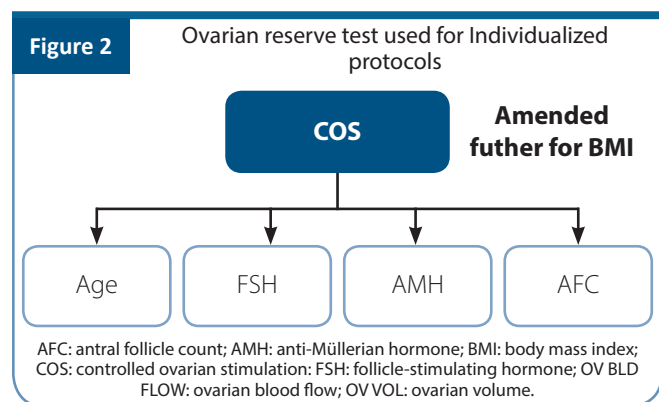 Figure 2
Ovarian reserve test used for Individualized
protocols
COS
Amended
futher for BMI
Age
FSH
AMH
AFC
AFC: antral follicle count; AMH: anti-Müllerian hormone; BMI: body mass index;
COS: controlled ovarian stimulation: FSH: follicle-stimulating hormone; OV BLD
FLOW: ovarian blood flow; OV VOL: ovarian volume.